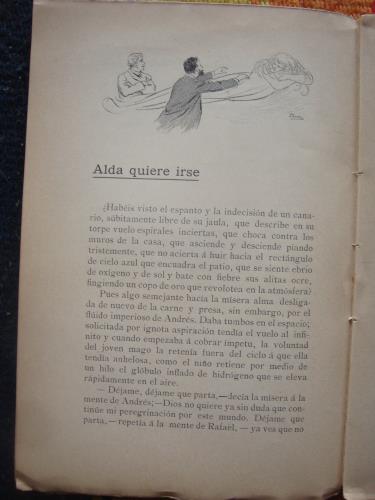 Alda quiere irse
¿Habéis visto el espanto y la indecisión de un cana-
rio, súbitamente libre de su jaula, que describe en su
torpe vuelo espirales inciertas, que choca contra los
muros de la casa, que asciende y desciende piando
tristemente, que no acierta á huir hacia el rectángulo
de cielo azul que encuadra el patio, que se siente ebrio
de oxígeno y de sol y bate con fiebre sus alitas ocre,
fingiendo un copo de oro que revolotea en la atmósfera?
Pues algo semejante hacía la mísera alma desliga-
da de nuevo de la carne y presa, sin embargo, por el
fluido imperioso de Andrés. Daba tumbos en el espacio;
solicitada por ignota aspiración tendía el vuelo al infi-
nito y cuando empezaba á cobrar ímpetu, la voluntad
del joven mago la retenía fuera del ciclo á que ella
tendía anhelosa, como el niño retiene por medio de
un hilo el glóbulo inflado de hidrógeno que se eleva
rápidamente en el aire.
— Déjame, déjame que parta,—decía la mísera á la
mente de Andrés;—Dios no quiere ya sin duda que con-
tinúe mi peregrinación por este mundo. Déjame que
parta,— repetía á la mente de Rafael, — ya vea que no